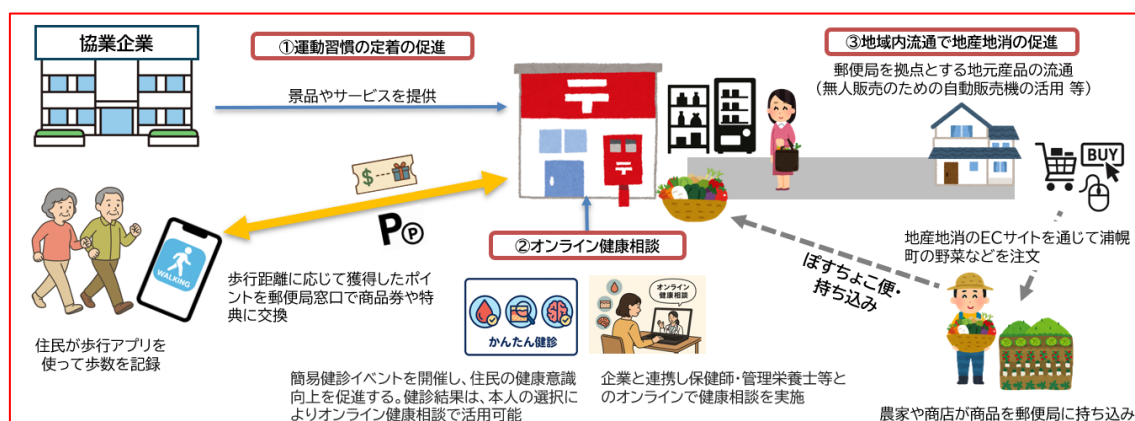 協業企業
①運動習慣の定着の促進
景品やサービスを提供
③地域内流通で地産地消の促進
郵便局を拠点とする地元産品の流通
（無人販売のための自動販売機の活用 等）
BUY
$
P℗
WALKING
②オンライン健康相談
地産地消のECサイトを通じて浦幌
町の野菜などを注文
ぽすちょこ便・
持ち込み
歩行距離に応じて獲得したポ
イントを郵便局窓口で商品券や特
典に交換
オンライン
健康相談
かんたん健診
住民が歩行アプリを
使って歩数を記録
簡易健診イベントを開催し、住民の健康意識
向上を促進する。健診結果は、本人の選択に
よりオンライン健康相談で活用可能
企業と連携し保健師・管理栄養士等と
のオンラインで健康相談を実施
農家や商店が商品を郵便局に持ち込み